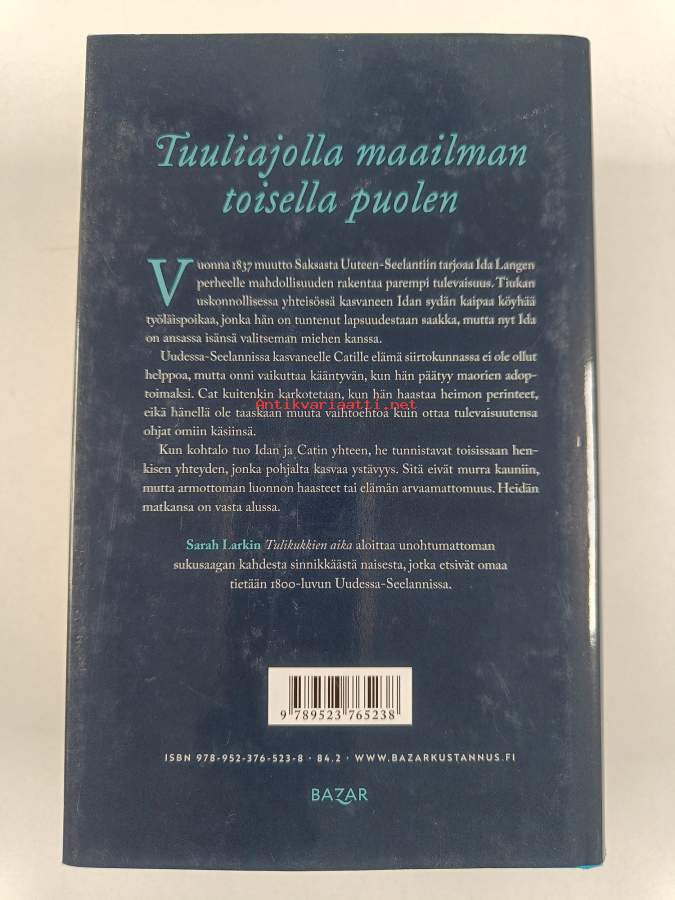 Tuuliajolla maailman
toisella puolen
Vuonna 1837 muutto Saksasta Uuteen-Seelantiin tarjoaa Ida Langen
perheelle mahdollisuuden rakentaa parempi tulevaisuus. Tiukan
uskonnollisessa yhteisössä kasvaneen Idan sydän kaipaa köyhää
työläispoikaa, jonka hän on tuntenut lapsuudestaan saakka, mutta nyt Ida
on ansassa isänsä valitseman miehen kanssa.
Uudessa-Seelannissa kasvaneelle Catille elämä siirtokunnassa ei ole ollut
helppoa, mutta onni vaikuttaa kääntyvän, kun hän päätyy maorien adop-
toimaksi. Cat kuitenkin karkotetaan, kun hän haastaa heimon perinteet,
eikä hänellä ole taaskaan muuta vaihtoehtoa kuin ottaa tulevaisuutensa
ohjat omiin käsiinsä.
Antikvariaatti.net
Kun kohtalo tuo Idan ja Catin yhteen, he tunnistavat toisissaan hen-
kisen yhteyden, jonka pohjalta kasvaa ystävyys. Sitä eivät murra kauniin,
mutta armottoman luonnon haasteet tai elämän arvaamattomuus. Heidän
matkansa on vasta alussa.
Sarah Larkin Tulikukkien aika aloittaa unohtumattoman
sukusaagan kahdesta sinnikkäästä naisesta, jotka etsivät omaa
tietään 1800-luvun Uudessa-Seelannissa.
9 789523 765238
ISBN 978-952-376-523-8 · 84.2 · WWW.BAZARKUSTANNUS.FI
BAZAR